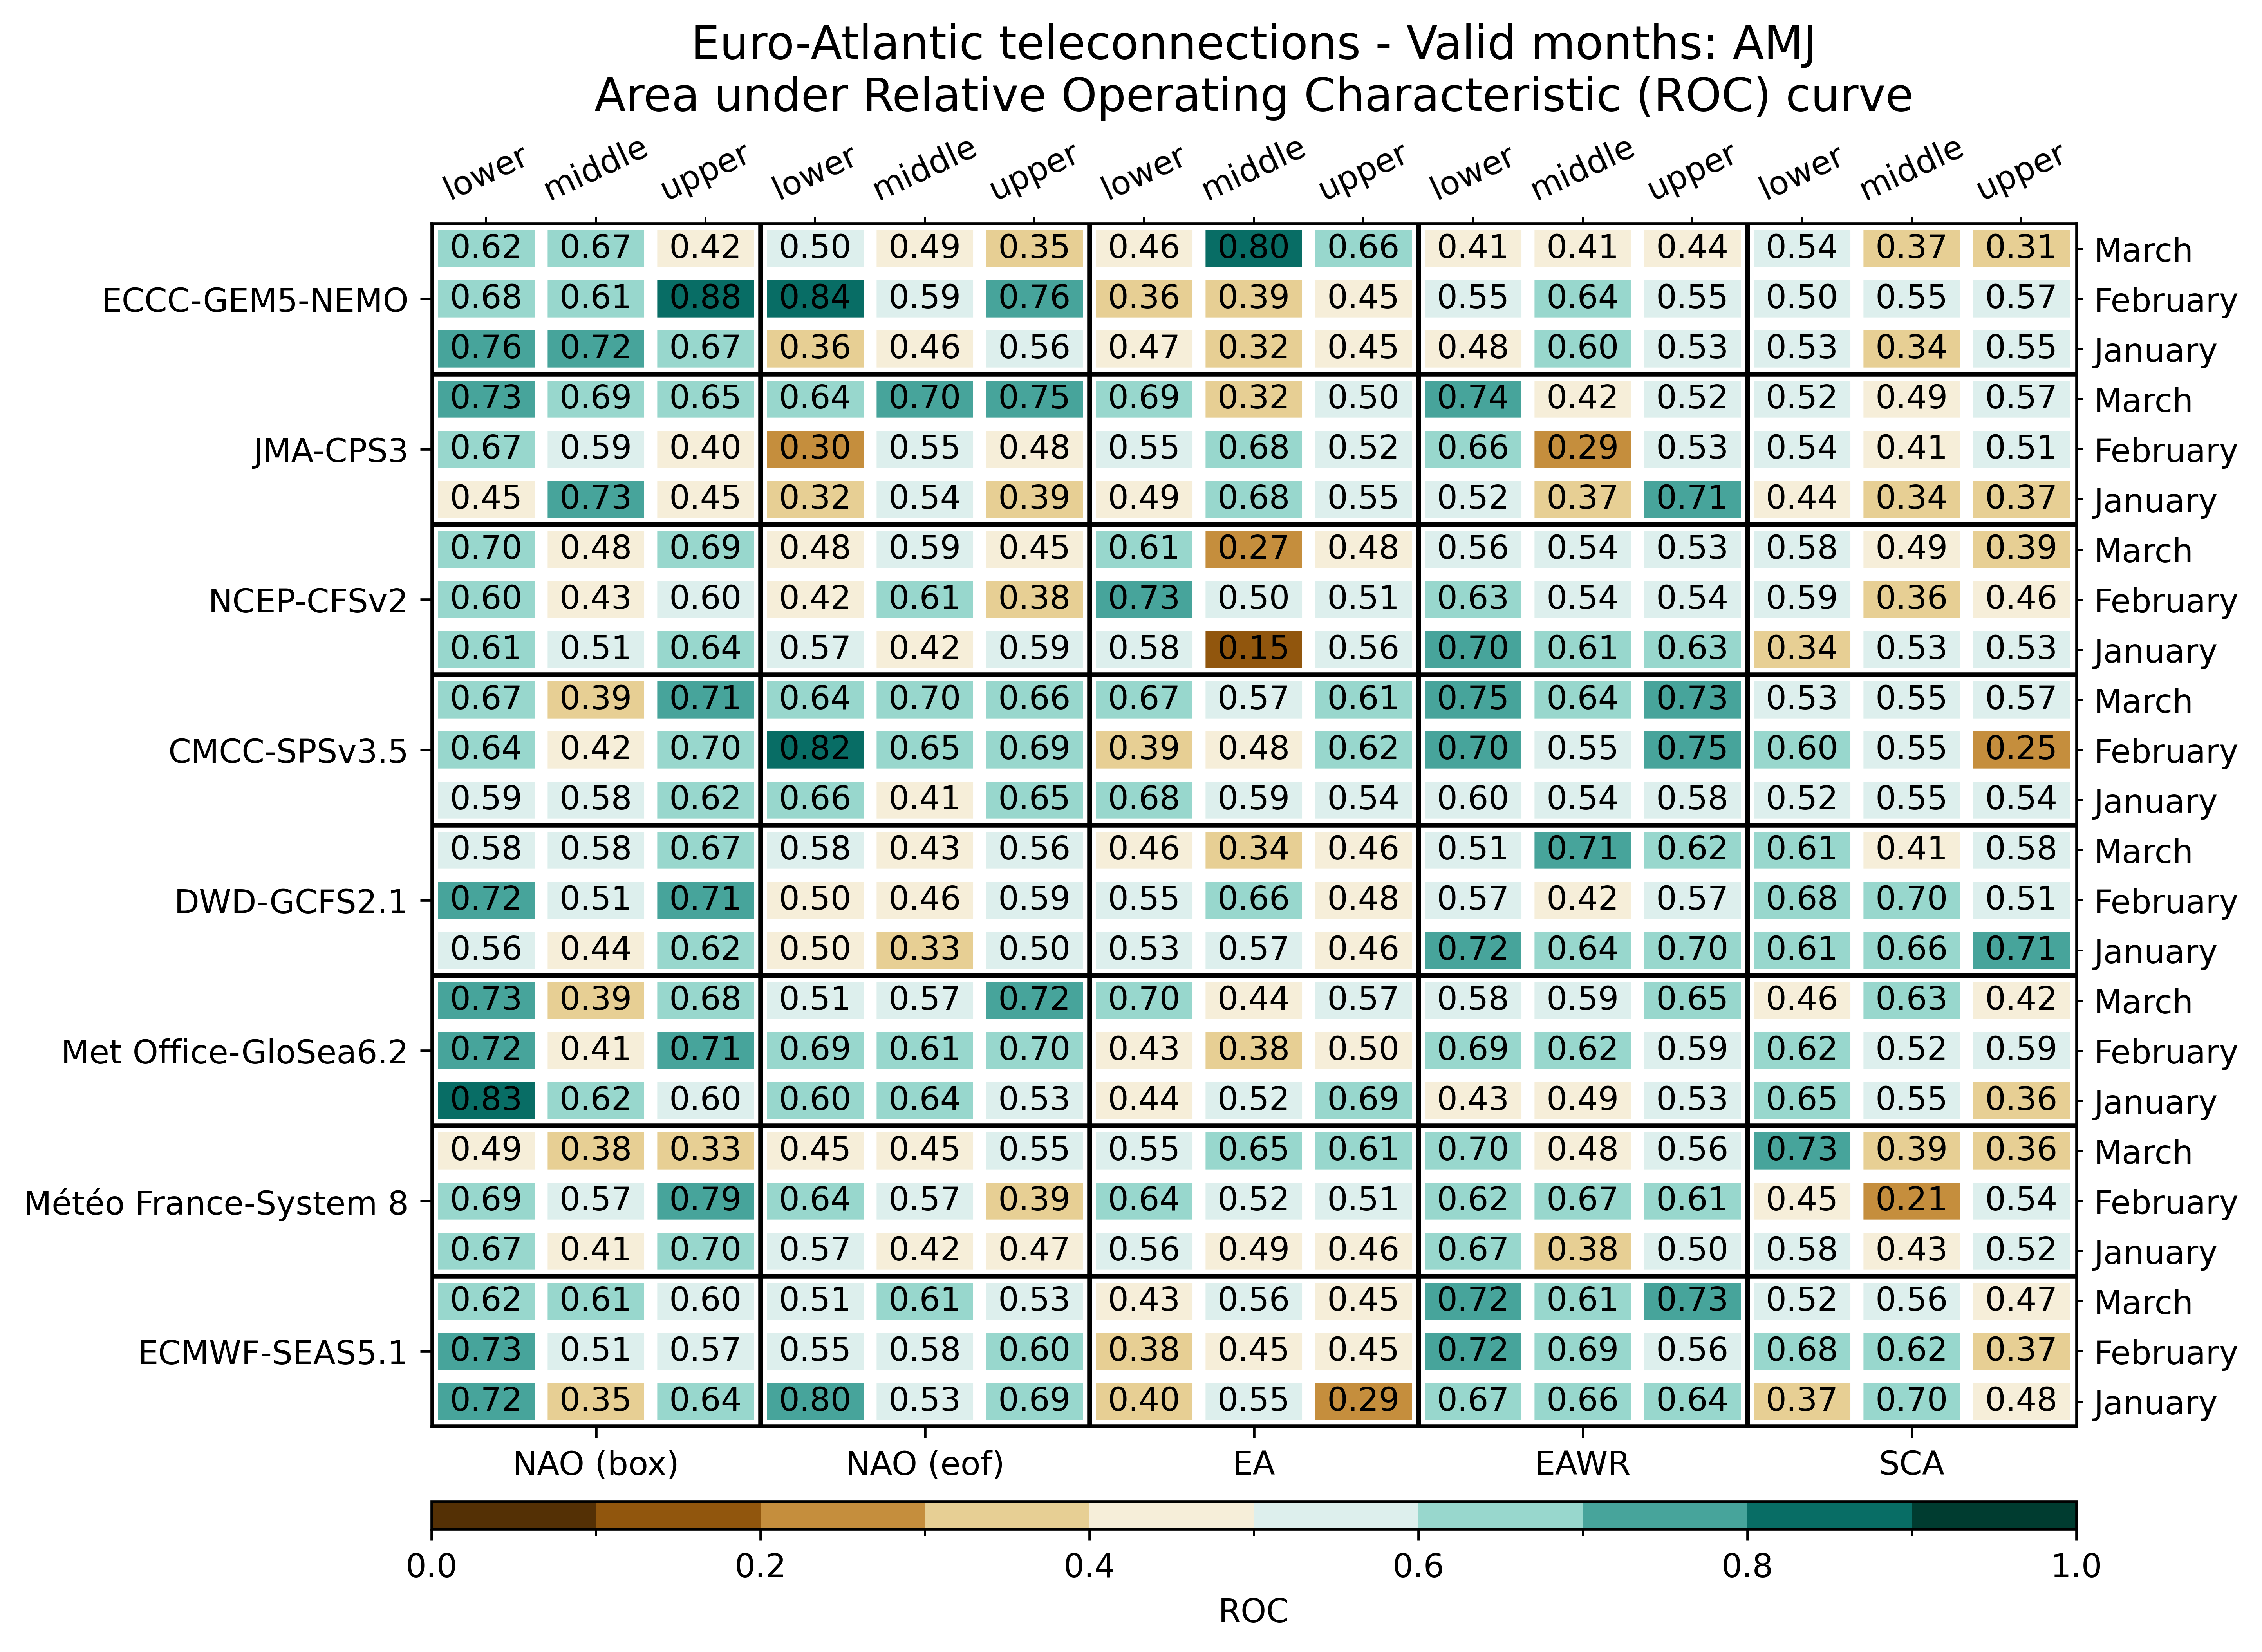 Euro-Atlantic teleconnections - Valid months: AMJ
Area under Relative Operating Characteristic (ROC) curve
lower middle upper lower middle upper lower middle upper lower middle upper lower middle upper
0.62 0.67 0.42 0.50 0.49 0.35 0.46 0.80 0.66 0.41 0.41 0.44 0.54 0.37 0.31 March
ECCC-GEM5-NEMO 0.68 0.61 0.88 0.84 0.59 0.76 0.36 0.39 0.45 0.55 0.64 0.55 0.50 0.55 0.57 February
0.76 0.72 0.67 0.36 0.46 0.56 0.47 0.32 0.45 0.48 0.60 0.53 0.53 0.34 0.55 January
0.73 0.69 0.65 0.64 0.70 0.75 0.69 0.32 0.50 0.74 0.42 0.52 0.52 0.49 0.57 March
JMA-CPS3 0.67 0.59 0.40 0.30 0.55 0.48 0.55 0.68 0.52 0.66 0.29 0.53 0.54 0.41 0.51 February
0.45 0.73 0.45 0.32 0.54 0.39 0.49 0.68 0.55 0.52 0.37 0.71 0.44 0.34 0.37 January
0.70 0.48 0.69 0.48 0.59 0.45 0.61 0.27 0.48 0.56 0.54 0.53 0.58 0.49 0.39 March
NCEP-CFSv2 0.60 0.43 0.60 0.42 0.61 0.38 0.73 0.50 0.51 0.63 0.54 0.54 0.59 0.36 0.46 February
0.61 0.51 0.64 0.57 0.42 0.59 0.58 0.15 0.56 0.70 0.61 0.63 0.34 0.53 0.53 January
0.67 0.39 0.71 0.64 0.70 0.66 0.67 0.57 0.61 0.75 0.64 0.73 0.53 0.55 0.57 March
CMCC-SPSv3.5 0.64 0.42 0.70 0.82 0.65 0.69 0.39 0.48 0.62 0.70 0.55 0.75 0.60 0.55 0.25 February
0.59 0.58 0.62 0.66 0.41 0.65 0.68 0.59 0.54 0.60 0.54 0.58 0.52 0.55 0.54 January
0.58 0.58 0.67 0.58 0.43 0.56 0.46 0.34 0.46 0.51 0.71 0.62 0.61 0.41 0.58 March
DWD-GCFS2.1 0.72 0.51 0.71 0.50 0.46 0.59 0.55 0.66 0.48 0.57 0.42 0.57 0.68 0.70 0.51 February
0.56 0.44 0.62 0.50 0.33 0.50 0.53 0.57 0.46 0.72 0.64 0.70 0.61 0.66 0.71 January
0.73 0.39 0.68 0.51 0.57 0.72 0.70 0.44 0.57 0.58 0.59 0.65 0.46 0.63 0.42 March
Met Office-GloSea6.2 0.72 0.41 0.71 0.69 0.61 0.70 0.43 0.38 0.50 0.69 0.62 0.59 0.62 0.52 0.59 February
0.83 0.62 0.60 0.60 0.64 0.53 0.44 0.52 0.69 0.43 0.49 0.53 0.65 0.55 0.36 January
0.49 0.38 0.33 0.45 0.45 0.55 0.55 0.65 0.61 0.70 0.48 0.56 0.73 0.39 0.36 March
Météo France-System 8 0.69 0.57 0.79 0.64 0.57 0.39 0.64 0.52 0.51 0.62 0.67 0.61 0.45 0.21 0.54 February
0.67 0.41 0.70 0.57 0.42 0.47 0.56 0.49 0.46 0.67 0.38 0.50 0.58 0.43 0.52 January
0.62 0.61 0.60 0.51 0.61 0.53 0.43 0.56 0.45 0.72 0.61 0.73 0.52 0.56 0.47 March
ECMWF-SEAS5.1 0.73 0.51 0.57 0.55 0.58 0.60 0.38 0.45 0.45 0.72 0.69 0.56 0.68 0.62 0.37 February
0.72 0.35 0.64 0.80 0.53 0.69 0.40 0.55 0.29 0.67 0.66 0.64 0.37 0.70 0.48 January
NAO (box) NAO (eof) EA EAWR SCA
0.0 0.2 0.4 0.6 0.8 1.0
ROC